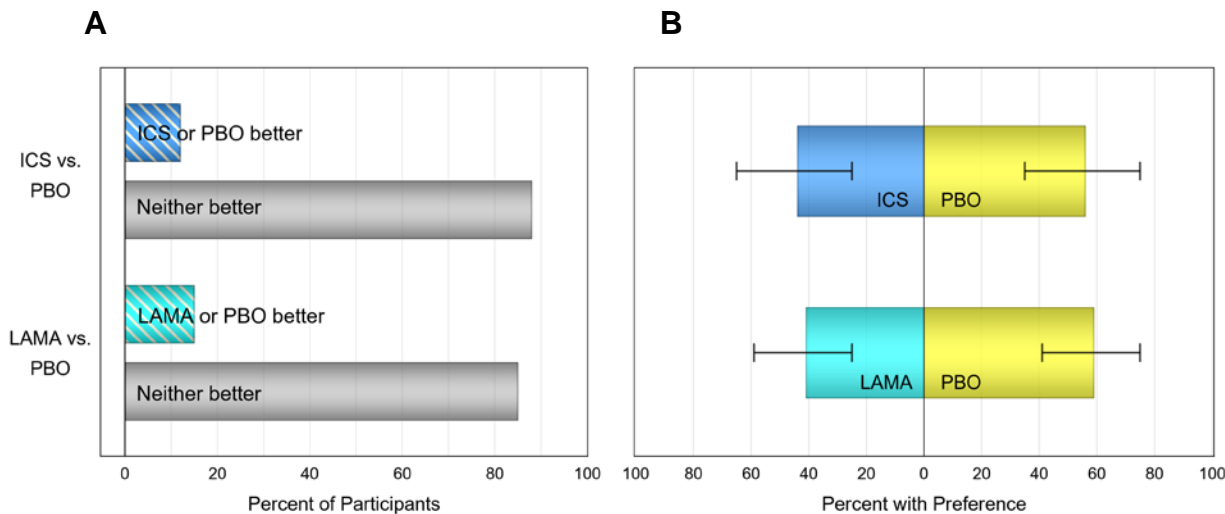 A
ICS vs.
PBO
ICS or PBO better
Neither better
LAMA vs.
PBO
LAMA or PBO better
Neither better
0 20 40 60 80 100
Percent of Participants
B
ICS PBO
LAMA PBO
100 80 60 40 20 0 20 40 60 80 100
Percent with Preference